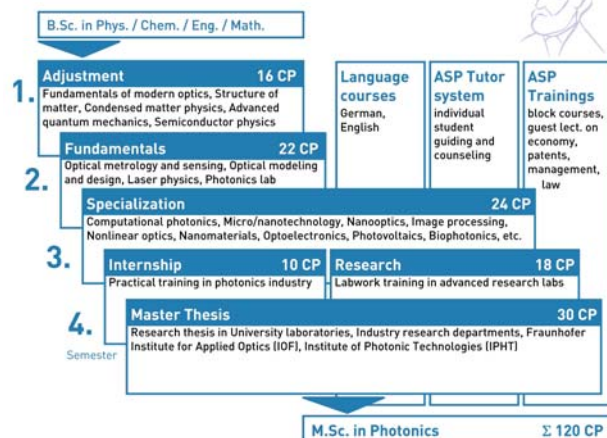 B.Sc. in Phys. / Chem. / Eng. / Math.
1.
Adjustment 16 CP
Fundamentals of modern optics, Structure of
matter, Condensed matter physics, Advanced
quantum mechanics, Semiconductor physics
Language
courses
German,
English
ASP Tutor
system
individual
student
guiding and
counseling
ASP
Trainings
block courses,
guest lect. on
economy,
patents,
management,
law
2.
Fundamentals 22 CP
Optical metrology and sensing, Optical modeling
and design, Laser physics, Photonics lab
Specialization 24 CP
Computational photonics, Micro/nanotechnology, Nanooptics, Image processing,
Nonlinear optics, Nanomaterials, Optoelectronics, Photovoltaics, Biophotonics, etc.
3.
Internship 10 CP
Practical training in photonics industry
Research 18 CP
Labwork training in advanced research labs
4.
Semester
Master Thesis 30 CP
Research thesis in University laboratories, Industry research departments, Fraunhofer
Institute for Applied Optics (IOF), Institute of Photonic Technologies (IPHT)
M.Sc. in Photonics Σ 120 CP